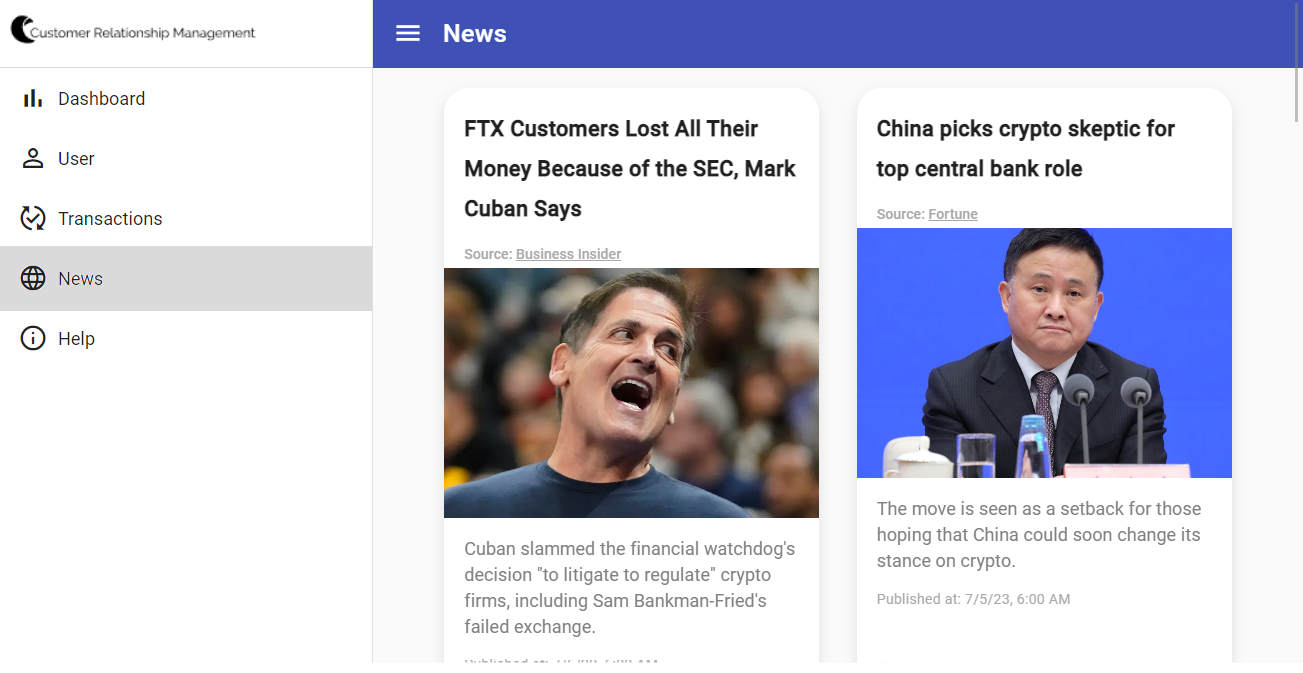 Customer Relationship Management
Dashboard
User
Transactions
News
Help
News
FTX Customers Lost All Their
Money Because of the SEC, Mark
Cuban Says
Source: Business Insider
Cuban slammed the financial watchdog's
decision "to litigate to regulate" crypto
firms, including Sam Bankman-Fried's
failed exchange.
Published at:
China picks crypto skeptic for
top central bank role
Source: Fortune
The move is seen as a setback for those
hoping that China could soon change its
stance on crypto.
Published at: 7/5/23, 6:00 AM